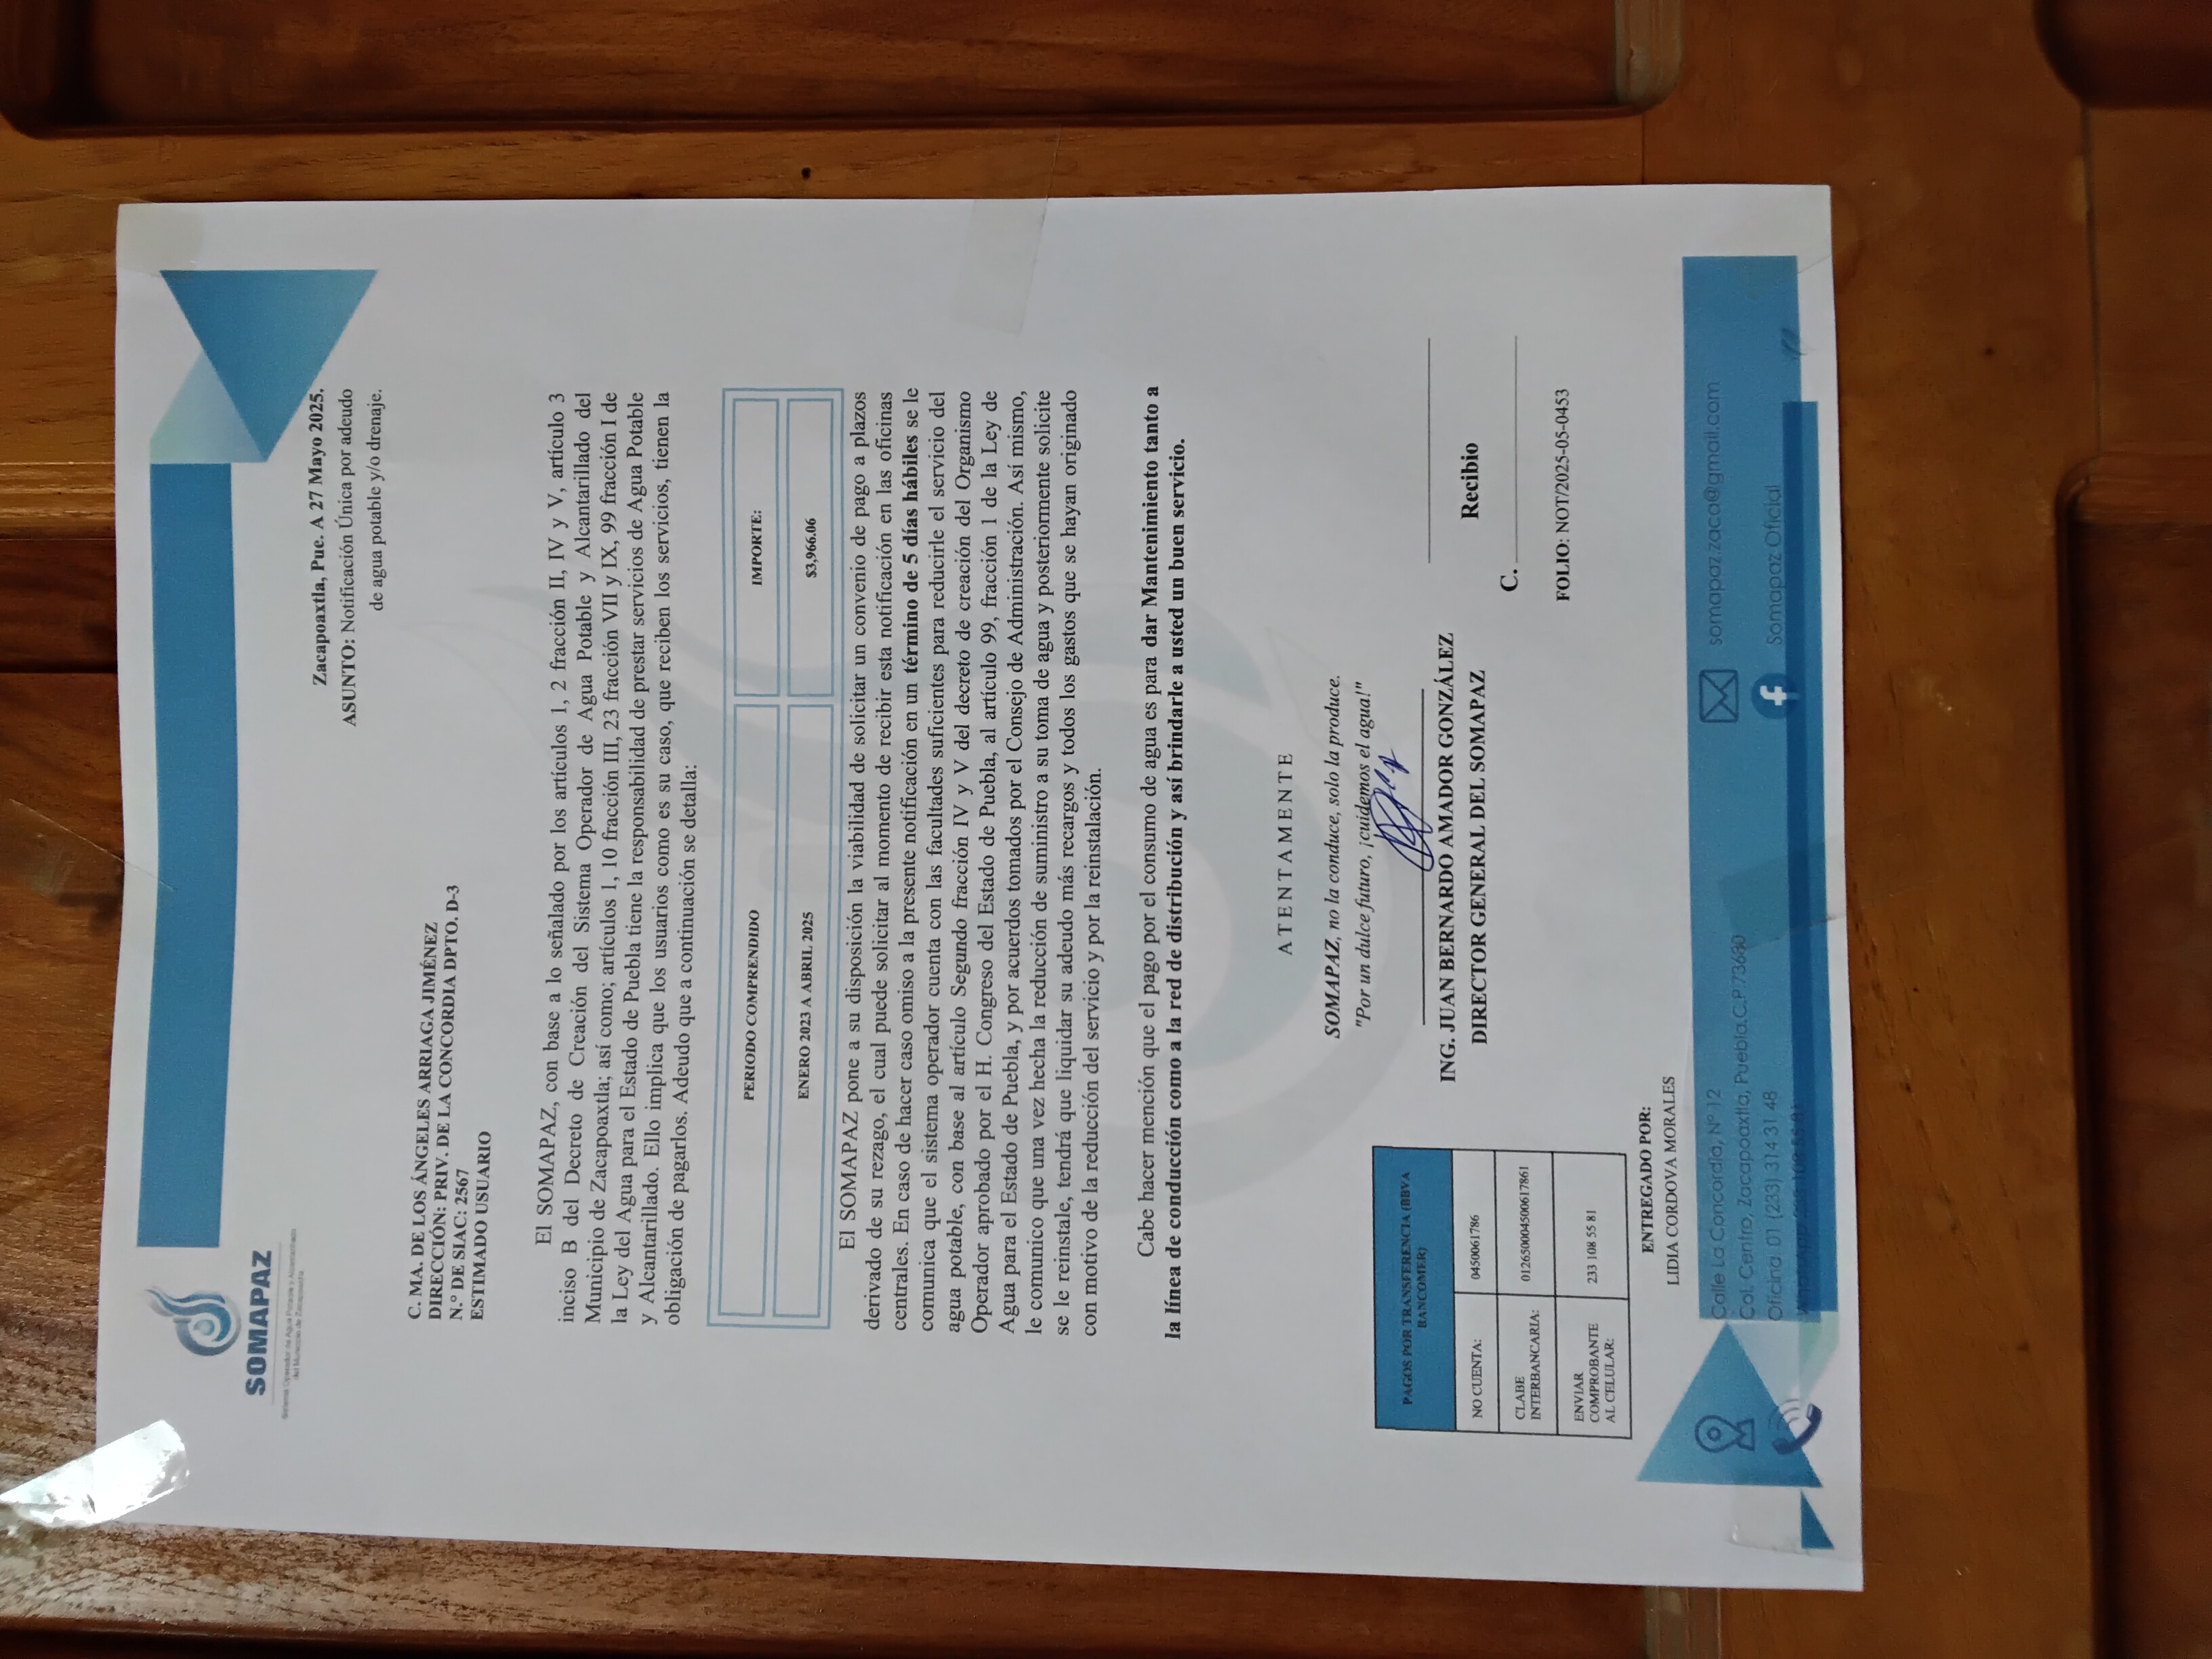 SOMAPAZ
Sistema Operador de Agua Potable y Alcantarillado
del Municipio de Zacapoaxtla
Zacapoaxtla, Pue. A 27 Mayo 2025.
ASUNTO: Notificación Única por adeudo
de agua potable y/o drenaje.
C. MA. DE LOS ÁNGELES ARRIAGA JIMÉNEZ
DIRECCIÓN: PRIV. DE LA CONCORDIA DPTO. D-3
N.º DE SIAC: 2567
ESTIMADO USUARIO
El SOMAPAZ, con base a lo señalado por los artículos 1, 2 fracción II, IV y V, artículo 3
inciso B del Decreto de Creación del Sistema Operador de Agua Potable y Alcantarillado del
Municipio de Zacapoaxtla; así como; artículos 1, 10 fracción III, 23 fracción VII y IX, 99 fracción I de
la Ley del Agua para el Estado de Puebla tiene la responsabilidad de prestar servicios de Agua Potable
y Alcantarillado. Ello implica que los usuarios como es su caso, que reciben los servicios, tienen la
obligación de pagarlos. Adeudo que a continuación se detalla:
PERIODO COMPRENDIDO
IMPORTE:
ENERO 2023 A ABRIL 2025
$3,966.06
El SOMAPAZ pone a su disposición la viabilidad de solicitar un convenio de pago a plazos
derivado de su rezago, el cual puede solicitar al momento de recibir esta notificación en las oficinas
centrales. En caso de hacer caso omiso a la presente notificación en un término de 5 días hábiles se le
comunica que el sistema operador cuenta con las facultades suficientes para reducirle el servicio del
agua potable, con base al artículo Segundo fracción IV y V del decreto de creación del Organismo
Operador aprobado por el H. Congreso del Estado de Puebla, al artículo 99, fracción 1 de la Ley de
Agua para el Estado de Puebla, y por acuerdos tomados por el Consejo de Administración. Así mismo,
le comunico que una vez hecha la reducción de suministro a su toma de agua y posteriormente solicite
se le reinstale, tendrá que liquidar su adeudo más recargos y todos los gastos que se hayan originado
con motivo de la reducción del servicio y por la reinstalación.
Cabe hacer mención que el pago por el consumo de agua es para dar Mantenimiento tanto a
la línea de conducción como a la red de distribución y así brindarle a usted un buen servicio.
ATENTAMENTE
SOMAPAZ, no la conduce, solo la produce.
"Por un dulce futuro, ¡cuidemos el agua!"
ING. JUAN BERNARDO AMADOR GONZÁLEZ
DIRECTOR GENERAL DEL SOMAPAZ
Recibio
C.
FOLIO: NOT/2025-05-0453
PAGOS POR TRANSFERENCIA (BBVA
BANCOMER)
NO CUENTA:
0450061786
CLABE
INTERBANCARIA:
012650004500617861
ENVIAR
COMPROBANTE
AL CELULAR:
233 108 55 81
ENTREGADO POR:
LIDIA CORDOVA MORALES
Calle La Concordia, Nº 12
Col. Centro, Zacapoaxtla, Puebla.C.P.73680
Oficina 01 (233) 314 31 48
WhatsApp 233 108 55 81
somapaz.zaca@gmail.com
Somapaz Oficial